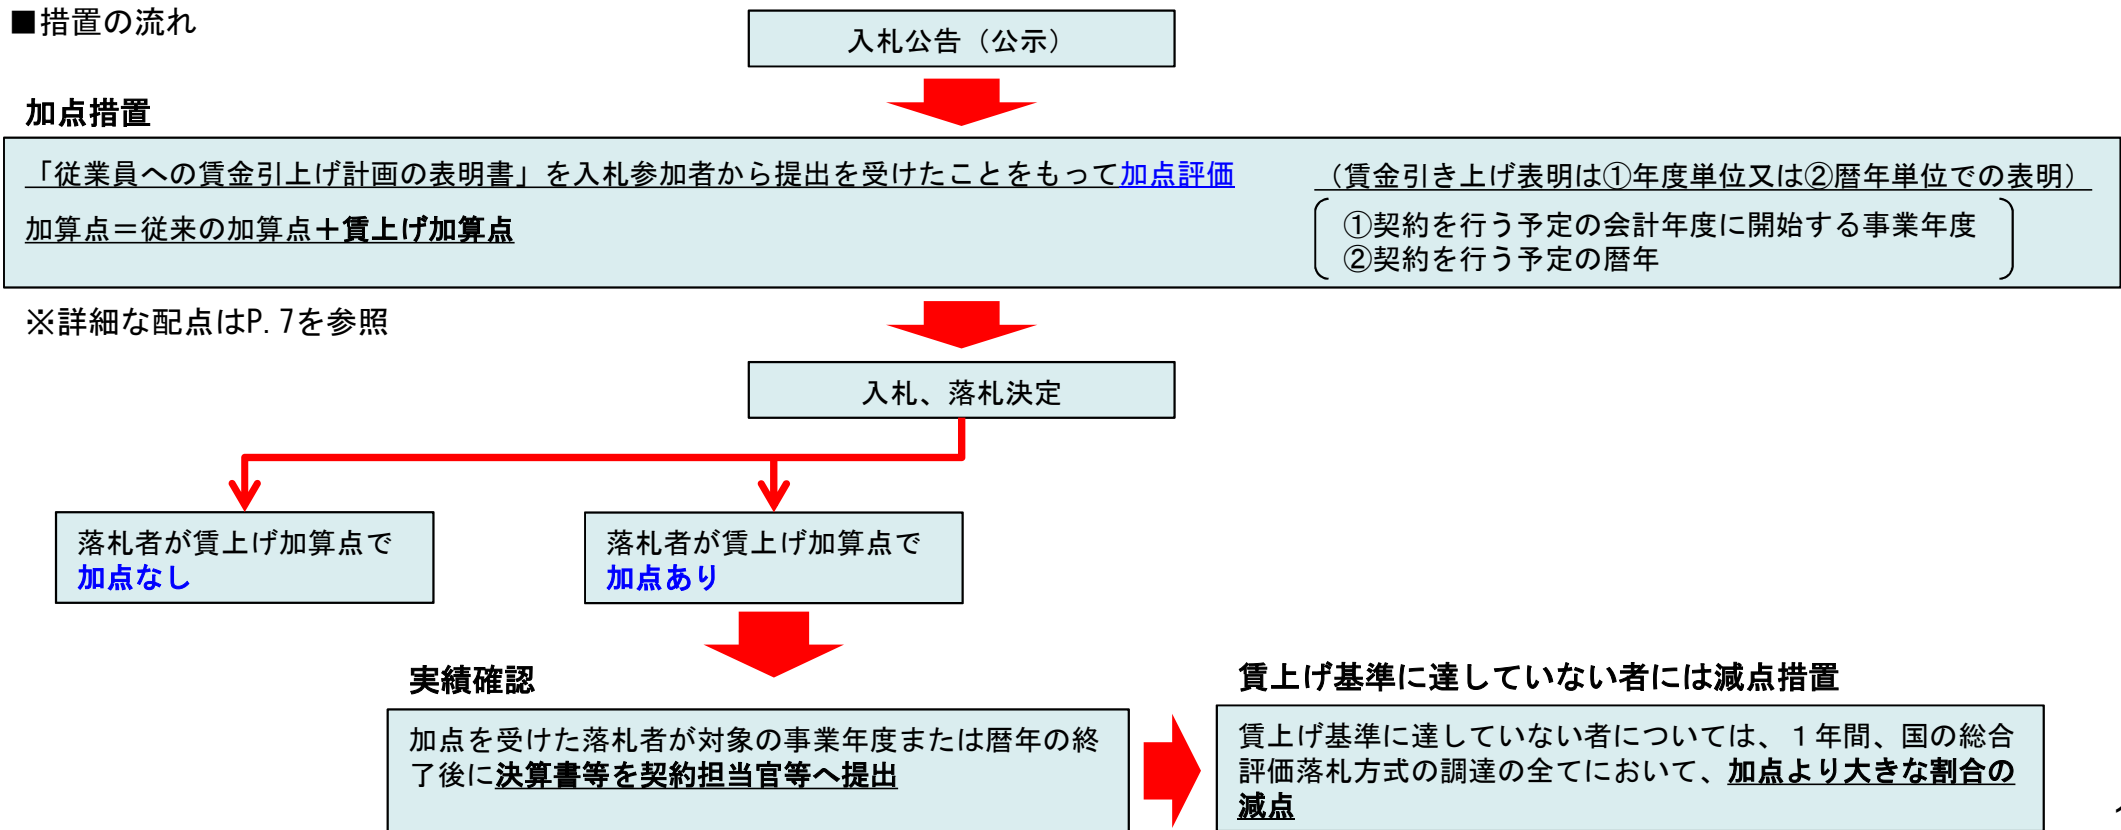 ■措置の流れ
入札公告（公示）
加点措置
「従業員への賃金引上げ計画の表明書」を入札参加者から提出を受けたことをもって加点評価
加算点＝従来の加算点＋賃上げ加算点
（賃金引き上げ表明は①年度単位又は②暦年単位での表明）
①契約を行う予定の会計年度に開始する事業年度
②契約を行う予定の暦年
※詳細な配点はP.7を参照
入札、落札決定
落札者が賃上げ加算点で
加点なし
落札者が賃上げ加算点で
加点あり
実績確認
加点を受けた落札者が対象の事業年度または暦年の終
了後に決算書等を契約担当官等へ提出
賃上げ基準に達していない者には減点措置
賃上げ基準に達していない者については、１年間、国の総合
評価落札方式の調達の全てにおいて、加点より大きな割合の
減点